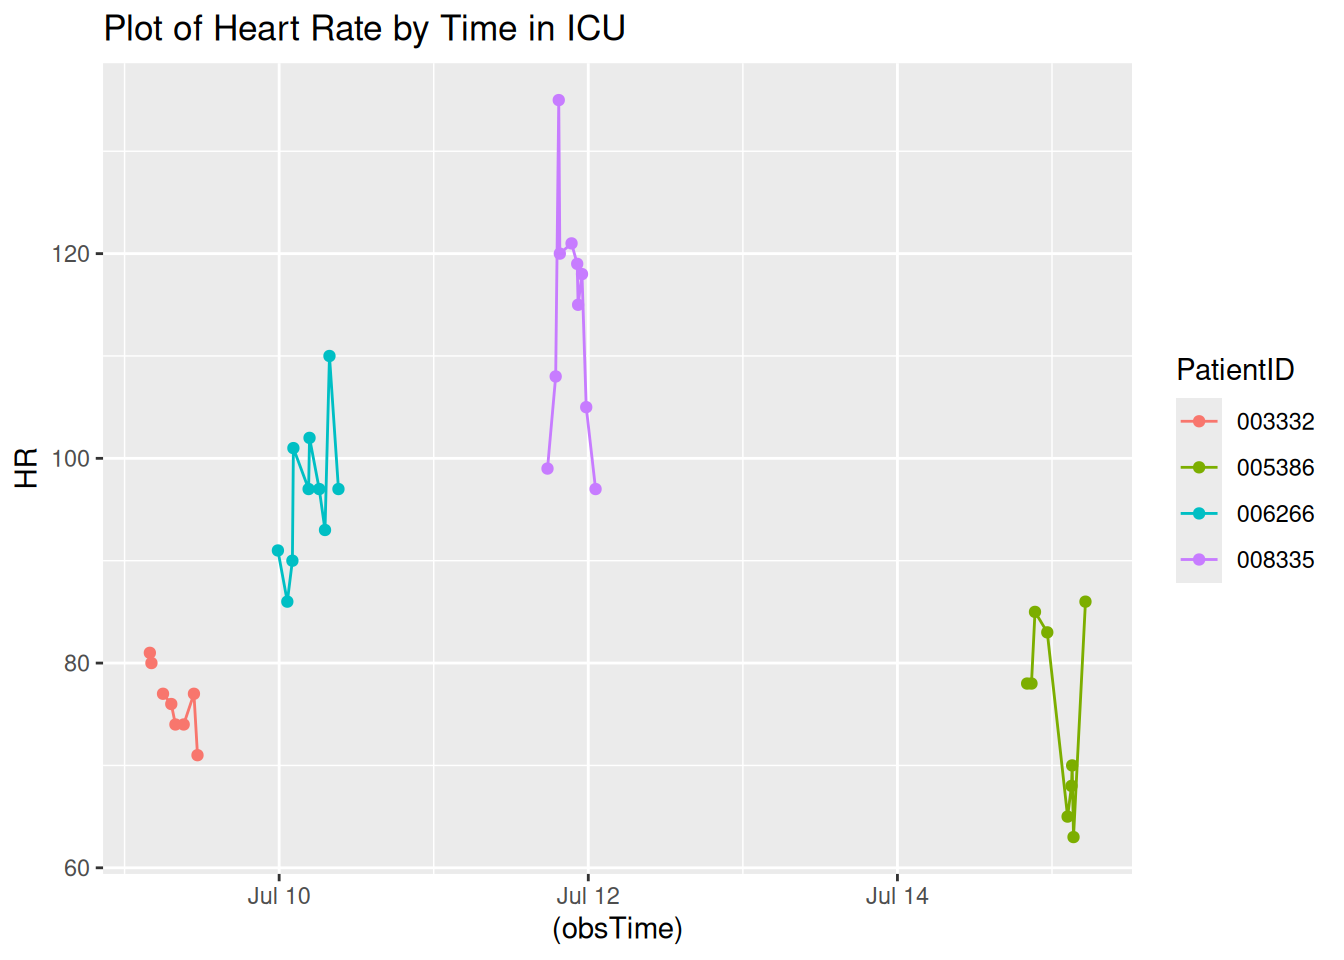 Plot of Heart Rate by Time in ICU
HR
120
100
80
60
Jul 10 Jul 12 Jul 14
(obsTime)
PatientID
003332
005386
006266
008335